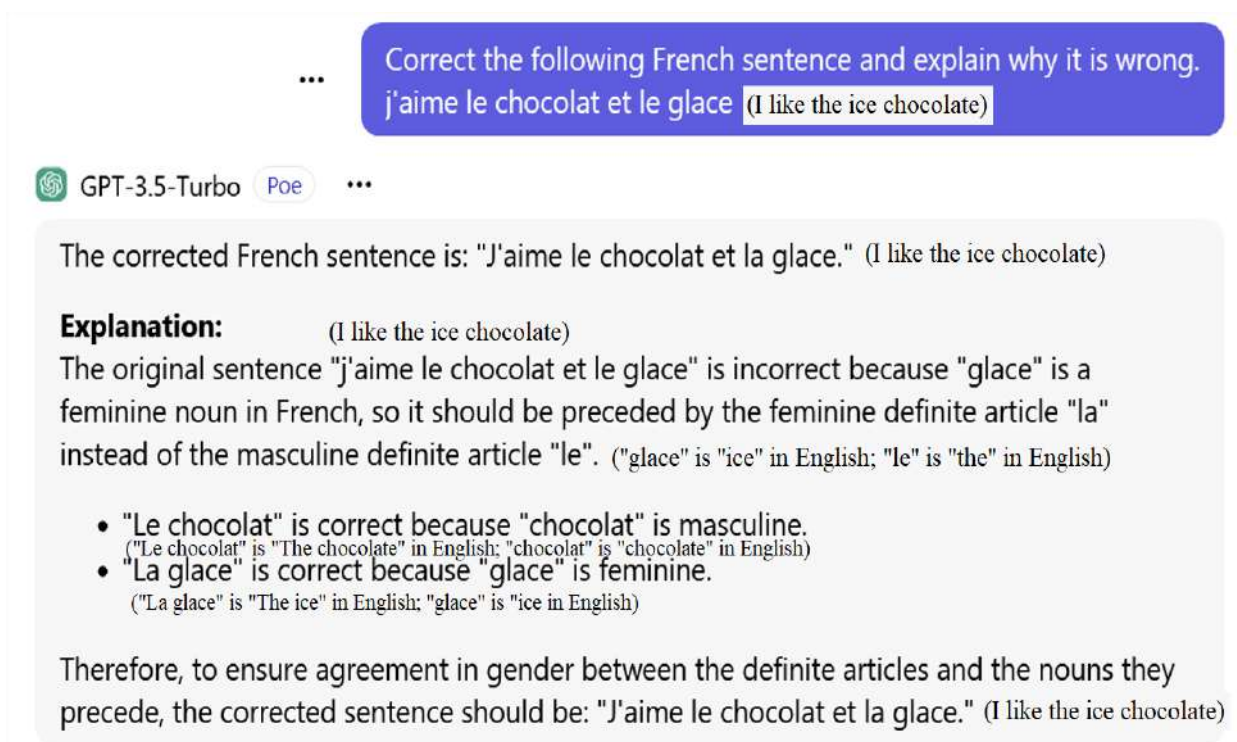 Correct the following French sentence and explain why it is wrong.
j'aime le chocolat et le glace (I like the ice chocolate)
GPT-3.5-Turbo Poe
The corrected French sentence is: "J'aime le chocolat et la glace." (I like the ice chocolate)
Explanation: (I like the ice chocolate)
The original sentence "j'aime le chocolat et le glace" is incorrect because "glace" is a
feminine noun in French, so it should be preceded by the feminine definite article "la"
instead of the masculine definite article "le". ("glace" is "ice" in English; "le" is "the" in English)
• "Le chocolat" is correct because "chocolat" is masculine.
("Le chocolat" is "The chocolate" in English; "chocolat" is "chocolate" in English)
• "La glace" is correct because "glace" is feminine.
("La glace" is "The ice" in English; "glace" is "ice in English)
Therefore, to ensure agreement in gender between the definite articles and the nouns they
precede, the corrected sentence should be: "J'aime le chocolat et la glace." (I like the ice chocolate)